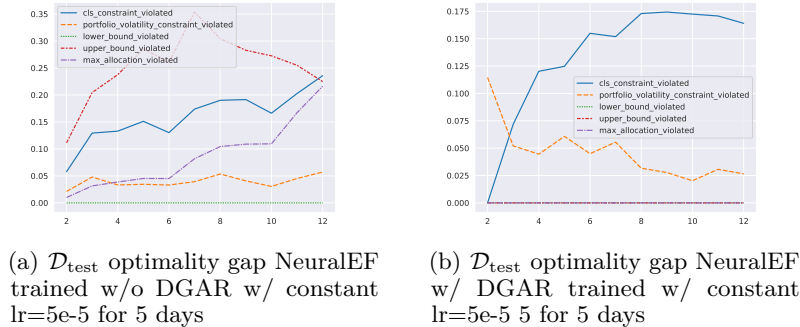 0.35
0.30
0.25
0.20
0.15
0.10
0.05
0.00
2 4 6 8 10 12
cls_constraint_violated
portfolio_volatility_constraint_violated
lower_bound_violated
upper_bound_violated
max_allocation_violated
0.175
0.150
0.125
0.100
0.075
0.050
0.025
0.000
2 4 6 8 10 12
cls_constraint_violated
portfolio_volatility_constraint_violated
lower_bound_violated
upper_bound_violated
max_allocation_violated
(a) 𝒟test optimality gap NeuralEF
trained w/o DGAR w/ constant
lr=5e-5 for 5 days
(b) 𝒟test optimality gap NeuralEF
w/ DGAR trained w/ constant
lr=5e-5 5 for 5 days